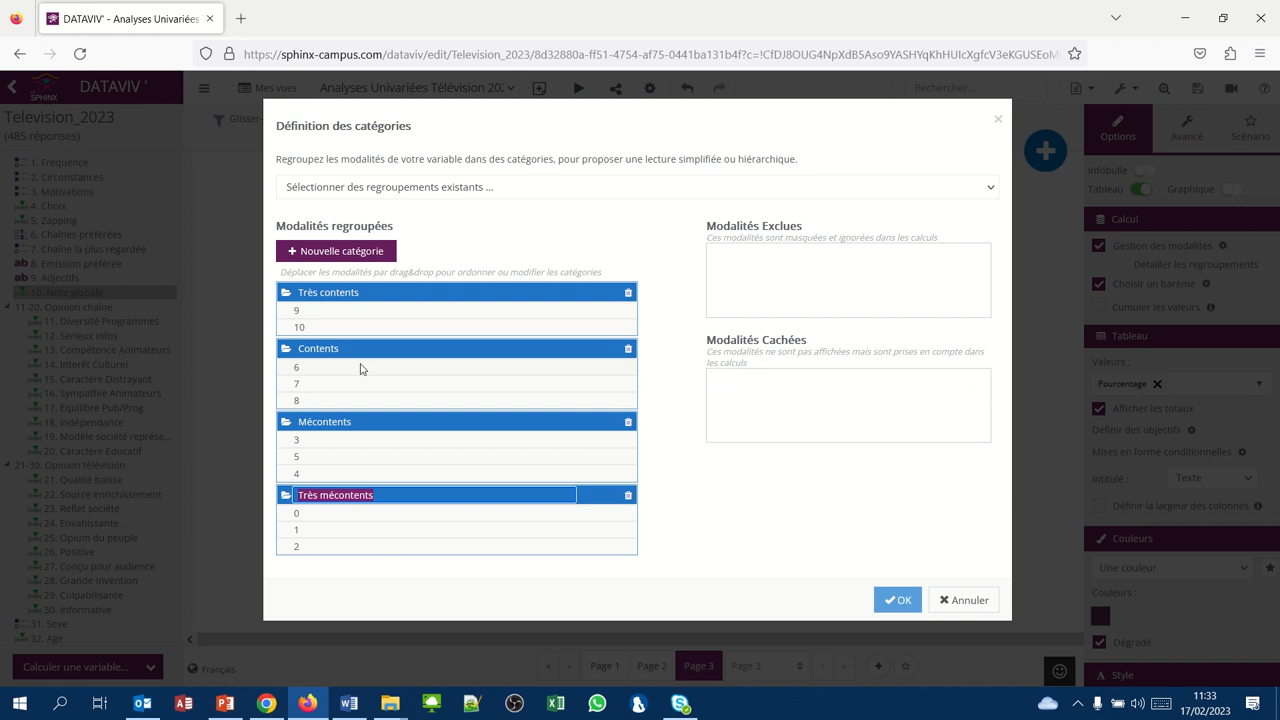 DATAVIV' - Analyses Univariées
https://sphinx-campus.com/dataviv/edit/Television_2023/8d32880a-ff51-4754-af75-0441ba131b4f?c=!CfDJ8OUG4NpXdB5Aso9YASHYqKhHUIcXgfcV3eKGUSEoM
SPHINX
DATAVIV '
Mes vues
Analyses Univariées Télévision 202
Rechercher...
Television_2023
(485 réponses)
Glisser-
1. Fréquence
2. Circonstances
3. Motivations
4. Choix
5. Zapping
6. Chaînes préférées
7. Chaîne la plus regardée
8. Emission préférée
9. Adjectifs
10. Note globale
11-20. Opinion chaîne
11. Diversité Programmes
12. Serieux Infos
13. Compétence Animateurs
14. Interêt Culturel
15. Caractère Distrayant
16. Sympathie Animateurs
17. Equilibre Pub/Prog
18. Indépendance
19. Modèle société représe...
20. Caractere Educatif
21-30. Opinion télévision
21. Qualité baisse
22. Source enrichissement
23. Reflet société
24. Envahissante
25. Opium du peuple
26. Positive
27. Conçu pour audience
28. Grande Invention
29. Culpabilisante
30. Informative
31. Sexe
32. Age
Calculer une variable...
Définition des catégories
×
Regroupez les modalités de votre variable dans des catégories, pour proposer une lecture simplifiée ou hiérarchique.
Sélectionner des regroupements existants ...
Modalités regroupées
Nouvelle catégorie
Déplacer les modalités par drag&drop pour ordonner ou modifier les catégories
Très contents
9
10
Contents
6
7
8
Mécontents
3
5
4
Très mécontents
0
1
2
Modalités Exclues
Ces modalités sont masquées et ignorées dans les calculs
Modalités Cachées
Ces modalités ne sont pas affichées mais sont prises en compte dans
les calculs
OK
Annuler
Options
Avancé
Scénario
Infobulle
Tableau
Graphique
Calcul
Gestion des modalités
Détailler les regroupements
Choisir un barème
Cumuler les valeurs
Tableau
Valeurs :
Pourcentage
Afficher les totaux
Définir des objectifs
Mises en forme conditionnelles
Intitulé :
Texte
Définir la largeur des colonnes
Couleurs
Une couleur
Couleurs :
Dégradé
Style
Français
« ‹ Page 1 Page 2 Page 3 Page 3 › »
11:33
17/02/2023